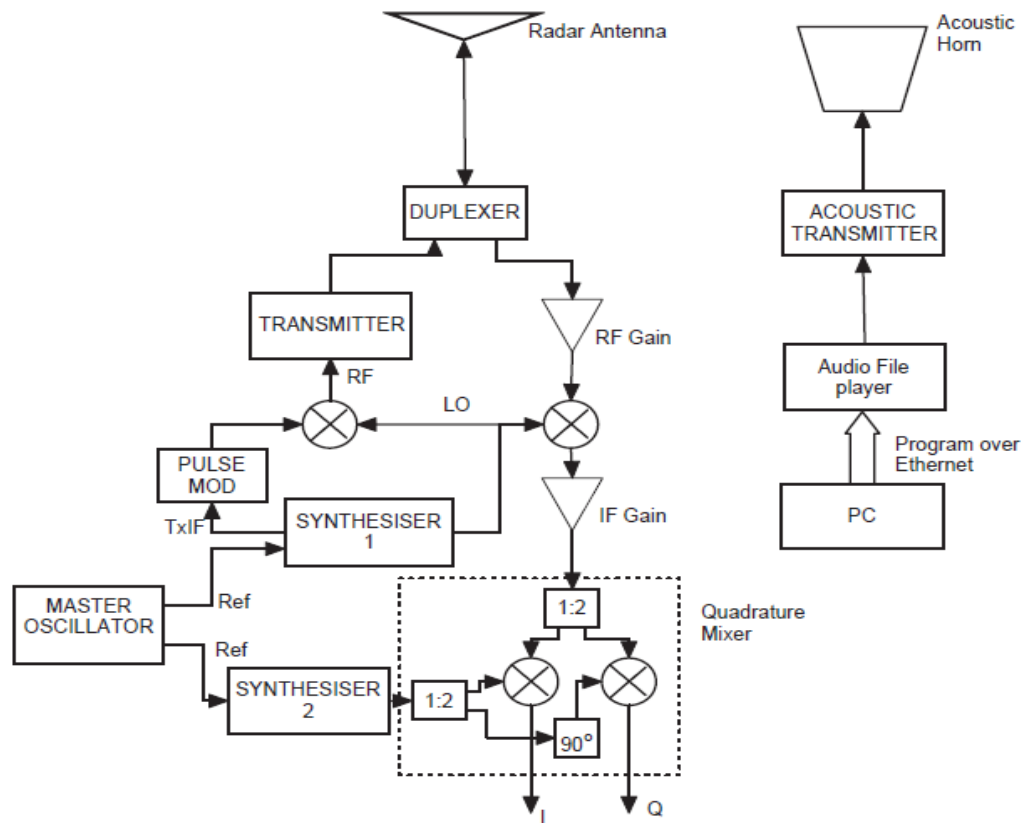 Radar Antenna
Acoustic
Horn
DUPLEXER
ACOUSTIC
TRANSMITTER
TRANSMITTER
RF Gain
RF
Audio File
player
LO
PULSE
MOD
Program over
Ethernet
TxIF
SYNTHESISER
1
IF Gain
PC
MASTER
OSCILLATOR
Ref
1:2
Quadrature
Mixer
Ref
SYNTHESISER
2
1:2
90°
I
Q